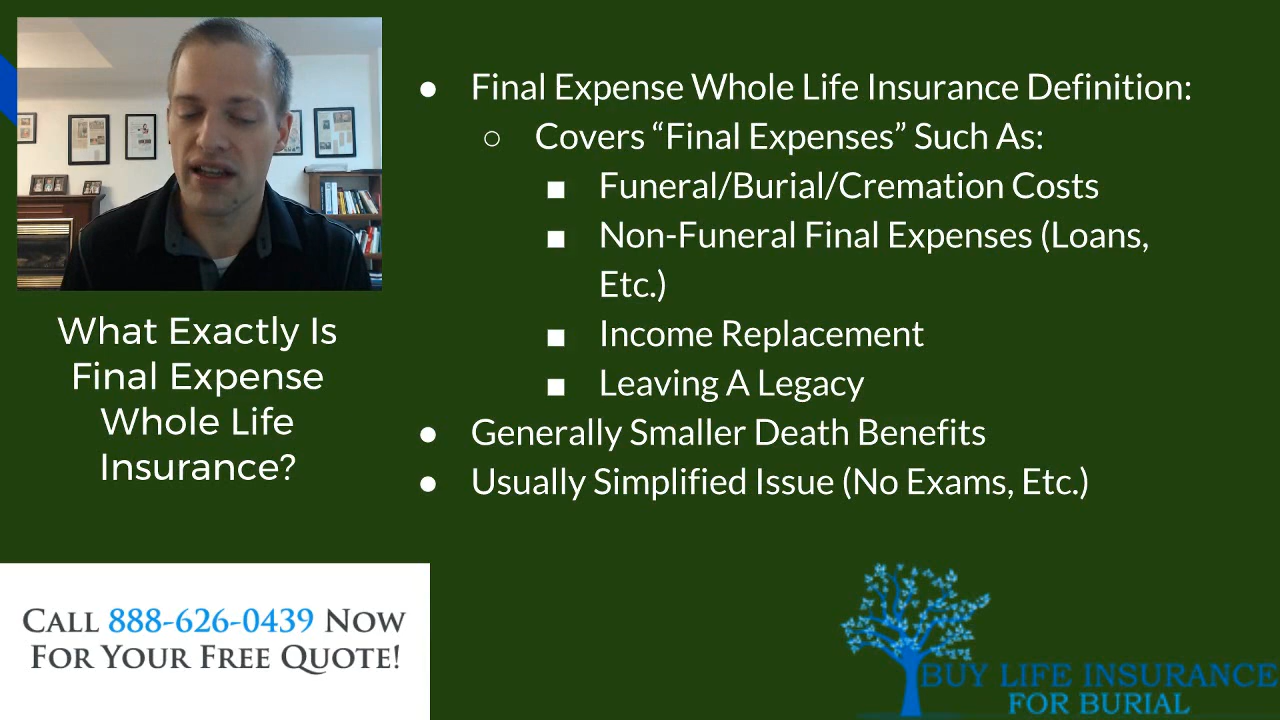 What Exactly Is
Final Expense
Whole Life
Insurance?
● Final Expense Whole Life Insurance Definition:
○ Covers “Final Expenses” Such As:
■ Funeral/Burial/Cremation Costs
■ Non-Funeral Final Expenses (Loans,
Etc.)
■ Income Replacement
■ Leaving A Legacy
● Generally Smaller Death Benefits
● Usually Simplified Issue (No Exams, Etc.)
CALL 888-626-0439 NOW
FOR YOUR FREE QUOTE!
BUY LIFE INSURANCE
FOR BURIAL